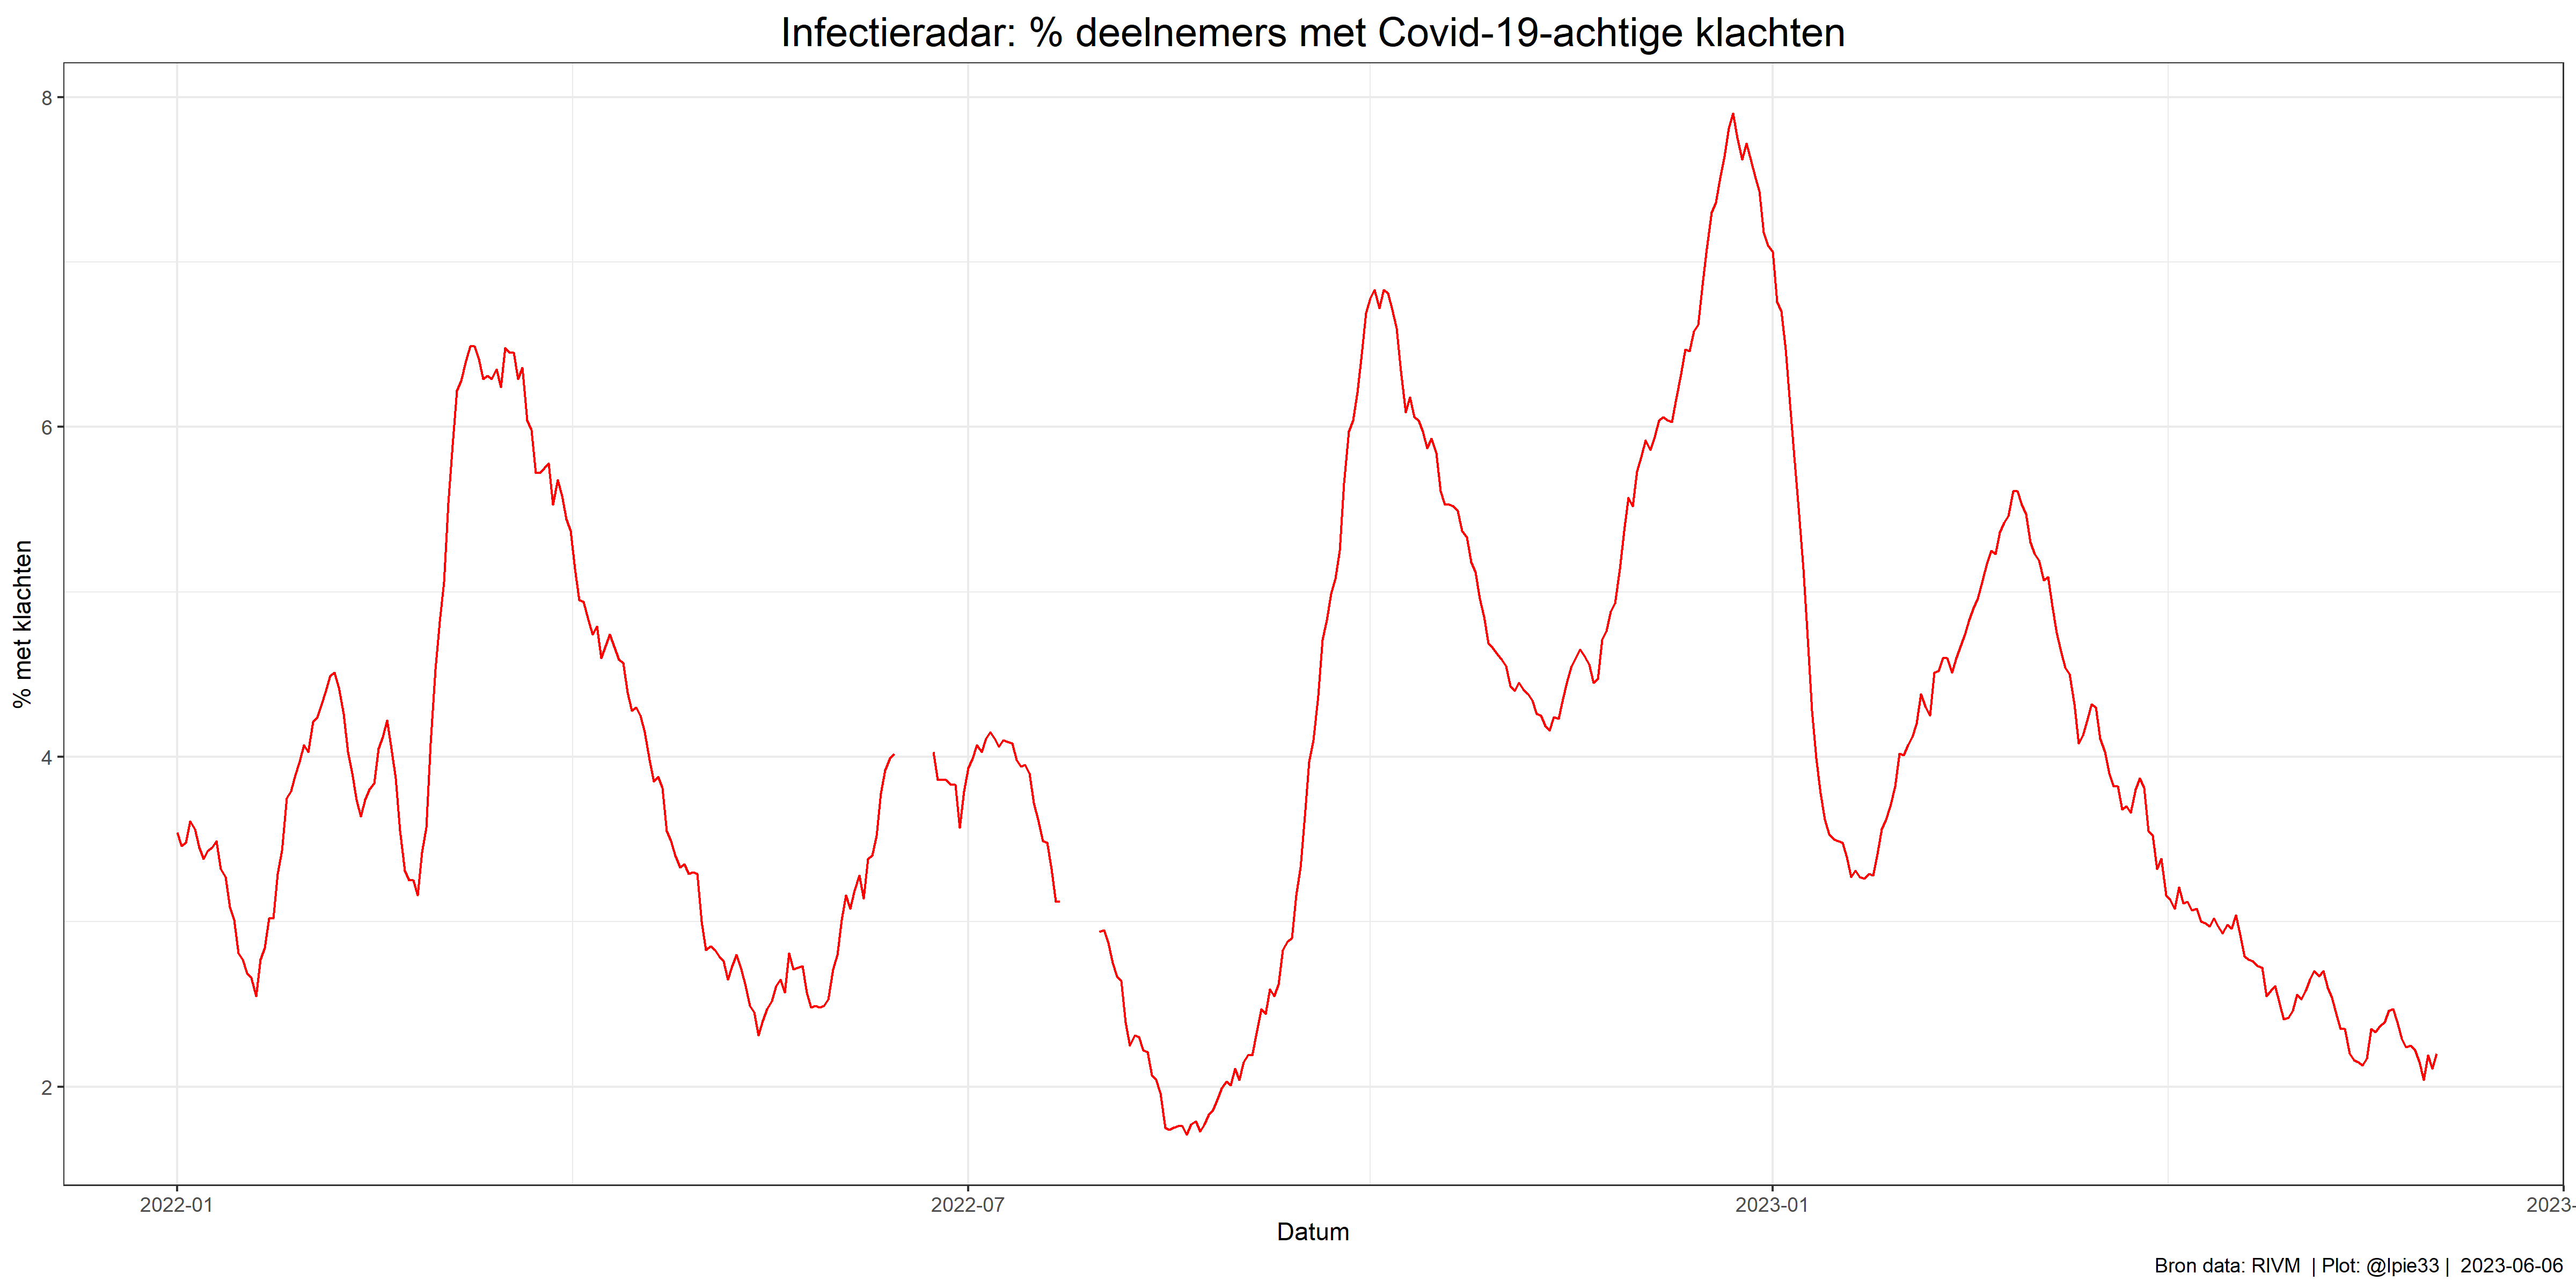 Infectieradar: % deelnemers met Covid-19-achtige klachten
8
6
4
2
% met klachten
2022-01
2022-07
2023-01
2023-
Datum
Bron data: RIVM | Plot: @lpie33 | 2023-06-06